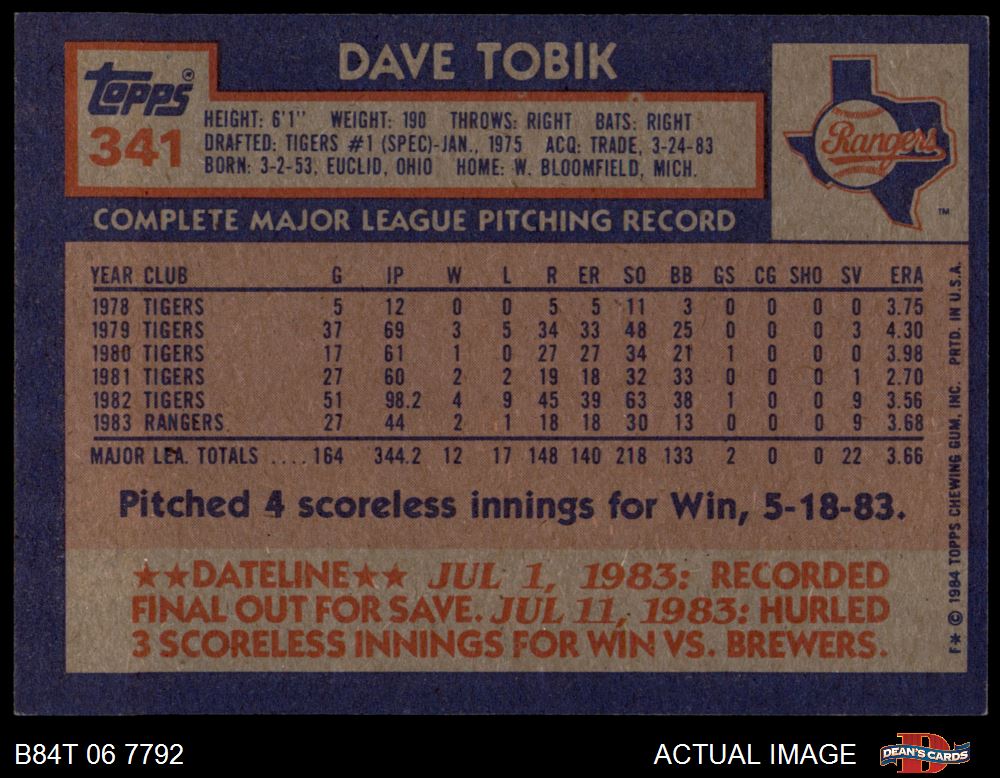 DAVE TOBIK
Topps®
341
HEIGHT: 6'1" WEIGHT: 190 THROWS: RIGHT BATS: RIGHT
DRAFTED: TIGERS #1 (SPEC)-JAN., 1975 ACQ: TRADE, 3-24-83
BORN: 3-2-53, EUCLID, OHIO HOME: W. BLOOMFIELD, MICH.
Rangers
TM
COMPLETE MAJOR LEAGUE PITCHING RECORD
YEAR CLUB G IP W L R ER SO BB GS CG SHO SV ERA
1978 TIGERS 5 12 0 0 5 5 11 3 0 0 0 0 3.75
1979 TIGERS 37 69 3 5 34 33 48 25 0 0 0 3 4.30
1980 TIGERS 17 61 1 0 27 27 34 21 1 0 0 0 3.98
1981 TIGERS 27 60 2 2 19 18 32 33 0 0 0 1 2.70
1982 TIGERS 51 98.2 4 9 45 39 63 38 1 0 0 9 3.56
1983 RANGERS 27 44 2 1 18 18 30 13 0 0 0 9 3.68
MAJOR LEA. TOTALS .... 164 344.2 12 17 148 140 218 133 2 0 0 22 3.66
Pitched 4 scoreless innings for Win, 5-18-83.
★★DATELINE★★ JUL 1, 1983: RECORDED
FINAL OUT FOR SAVE. JUL 11, 1983: HURLED
3 SCORELESS INNINGS FOR WIN VS. BREWERS.
F* © 1984 TOPPS CHEWING GUM, INC. PRTD. IN U.S.A.
B84T 06 7792
ACTUAL IMAGE
D
DEAN'S CARDS